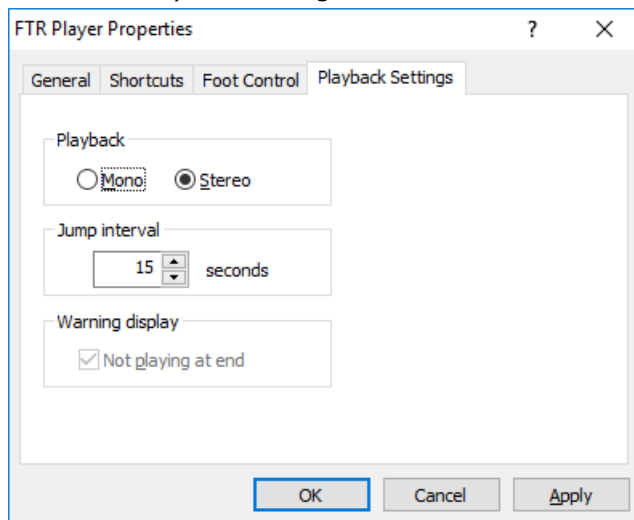 FTR Player Properties ? X
General Shortcuts Foot Control Playback Settings
Playback
Mono Stereo
Jump interval
15 seconds
Warning display
Not playing at end
OK Cancel Apply